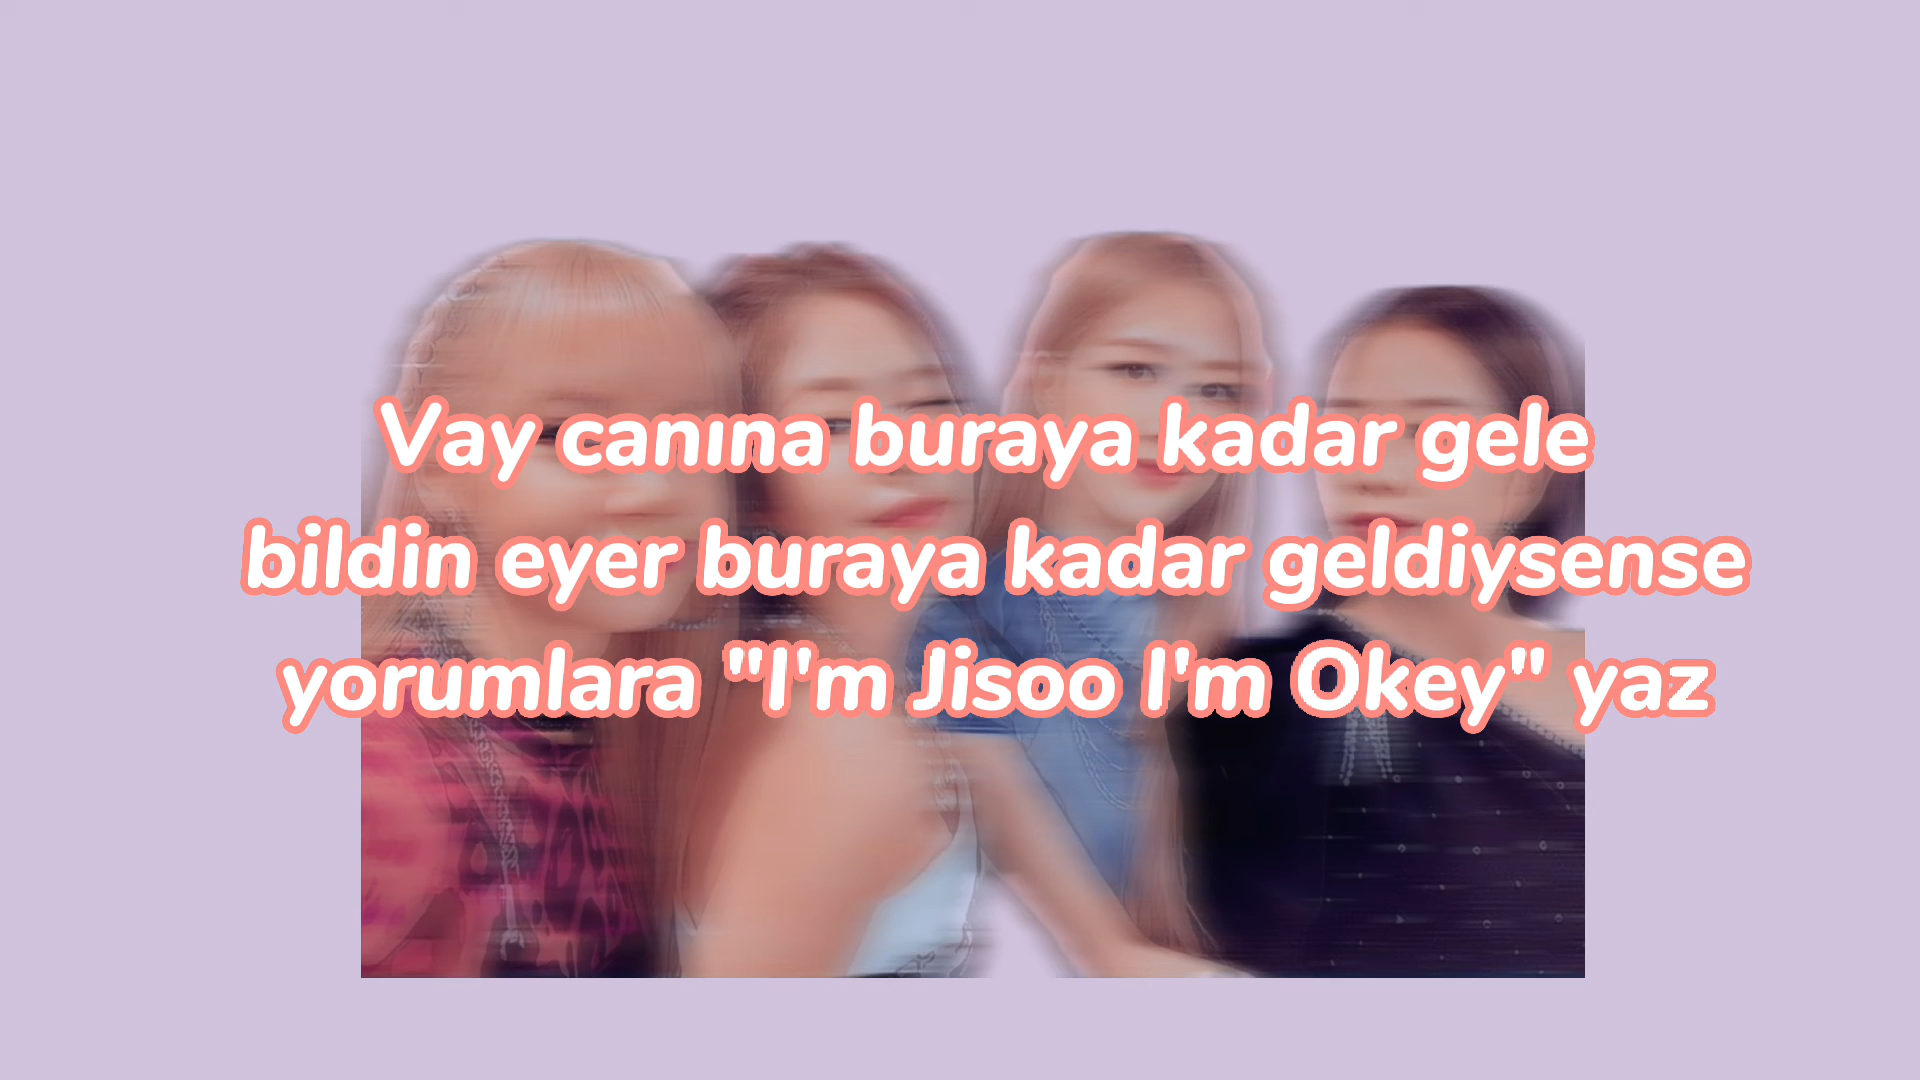 Vay canına buraya kadar gele
bildin eyer buraya kadar geldiysense
yorumlara "I'm Jisoo I'm Okey" yaz